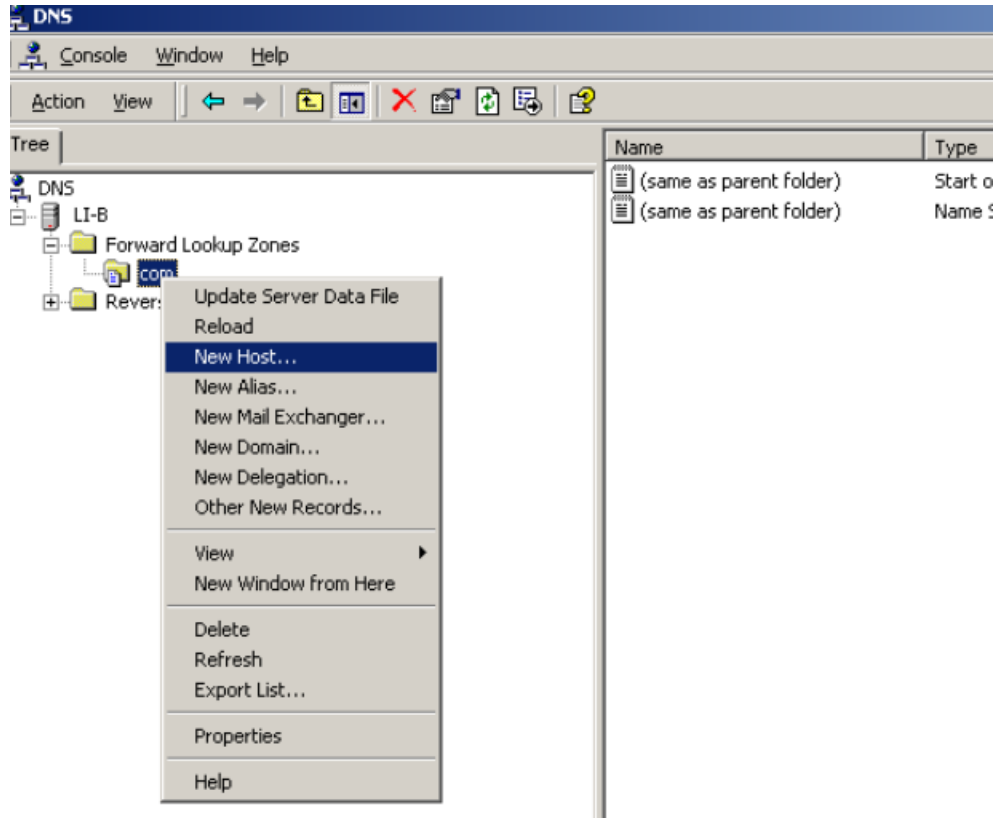 DNS
Console Window Help
Action View
Tree
Name Type
DNS
LI-B
Forward Lookup Zones
com
Revers
(same as parent folder) Start o
(same as parent folder) Name S
Update Server Data File
Reload
New Host...
New Alias...
New Mail Exchanger...
New Domain...
New Delegation...
Other New Records...
View
New Window from Here
Delete
Refresh
Export List...
Properties
Help